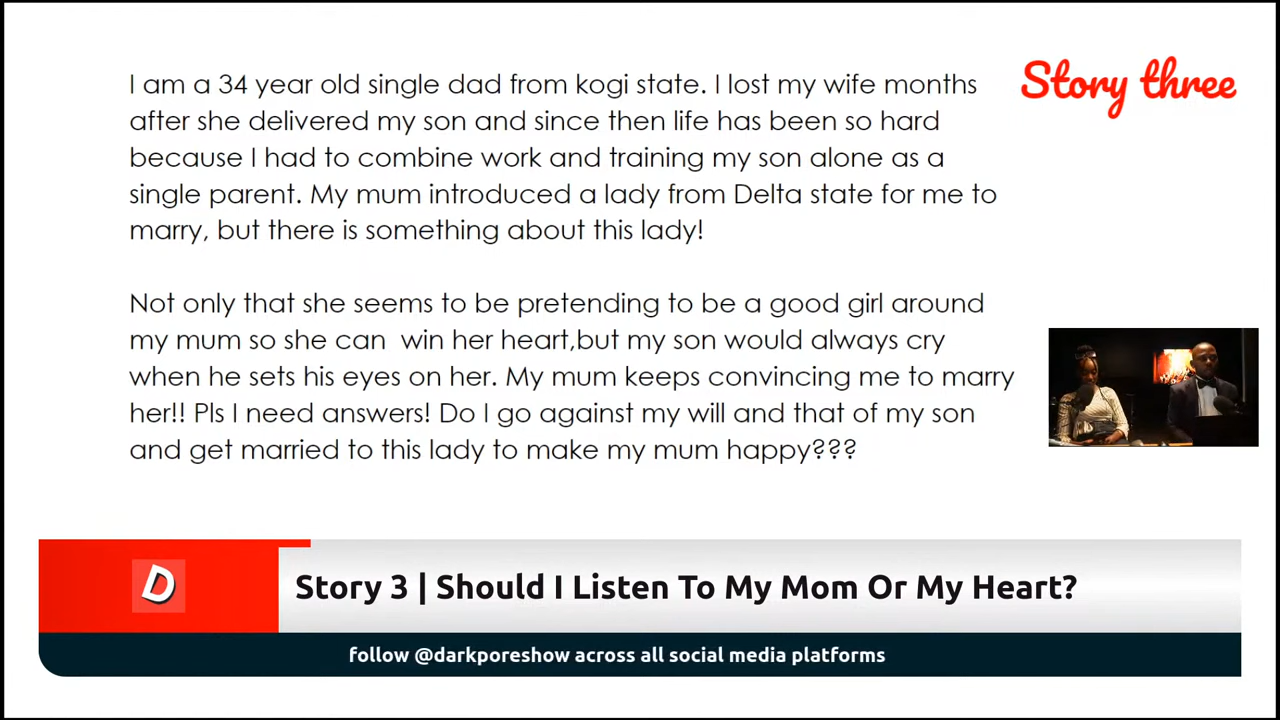 Story three
I am a 34 year old single dad from kogi state. I lost my wife months
after she delivered my son and since then life has been so hard
because I had to combine work and training my son alone as a
single parent. My mum introduced a lady from Delta state for me to
marry, but there is something about this lady!
Not only that she seems to be pretending to be a good girl around
my mum so she can  win her heart,but my son would always cry
when he sets his eyes on her. My mum keeps convincing me to marry
her!! Pls I need answers! Do I go against my will and that of my son
and get married to this lady to make my mum happy???
D
Story 3 | Should I Listen To My Mom Or My Heart?
follow @darkporeshow across all social media platforms